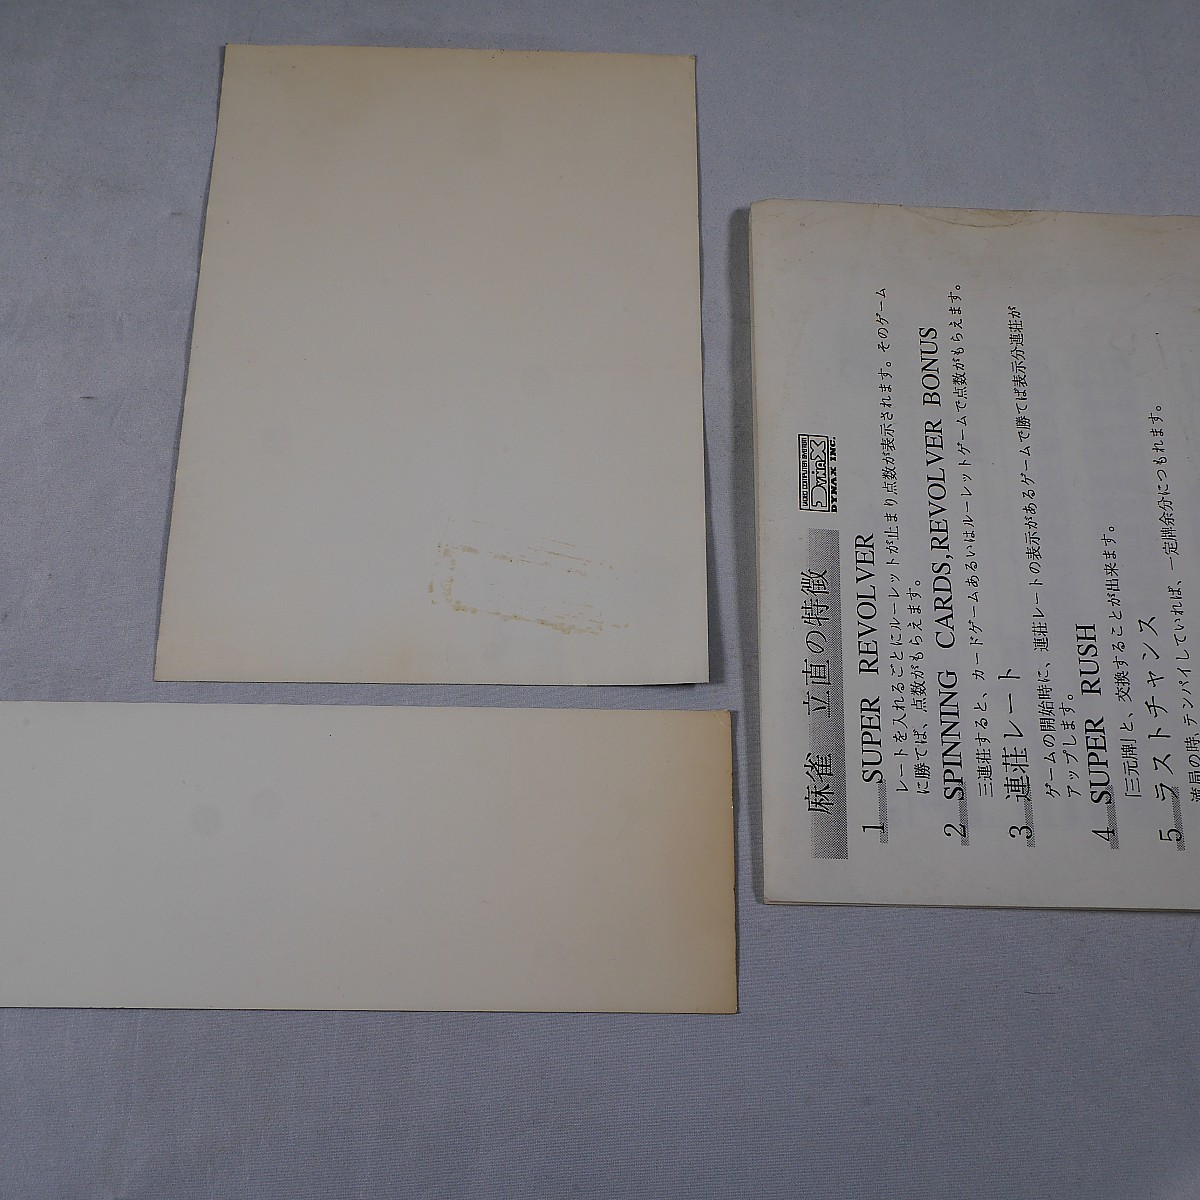 麻雀 立直の特徴
DYNAX
DYNAX INC.
1 SUPER REVOLVER
レートを入れるごとにルーレットが止まり点数が表示されます。そのゲーム
に勝てば、点数がもらえます。
2 SPINNING CARDS,REVOLVER BONUS
三連荘すると、カードゲームあるいはルーレットゲームで点数がもらえます。
3 連荘レート
ゲームの開始時に、連荘レートの表示があるゲームで勝てば表示分連荘が
アップします。
4 SUPER RUSH
「三元牌」と、交換することが出来ます。
5 ラストチャンス
流局の時、テンパイしていれば、一定牌余分につもれます。